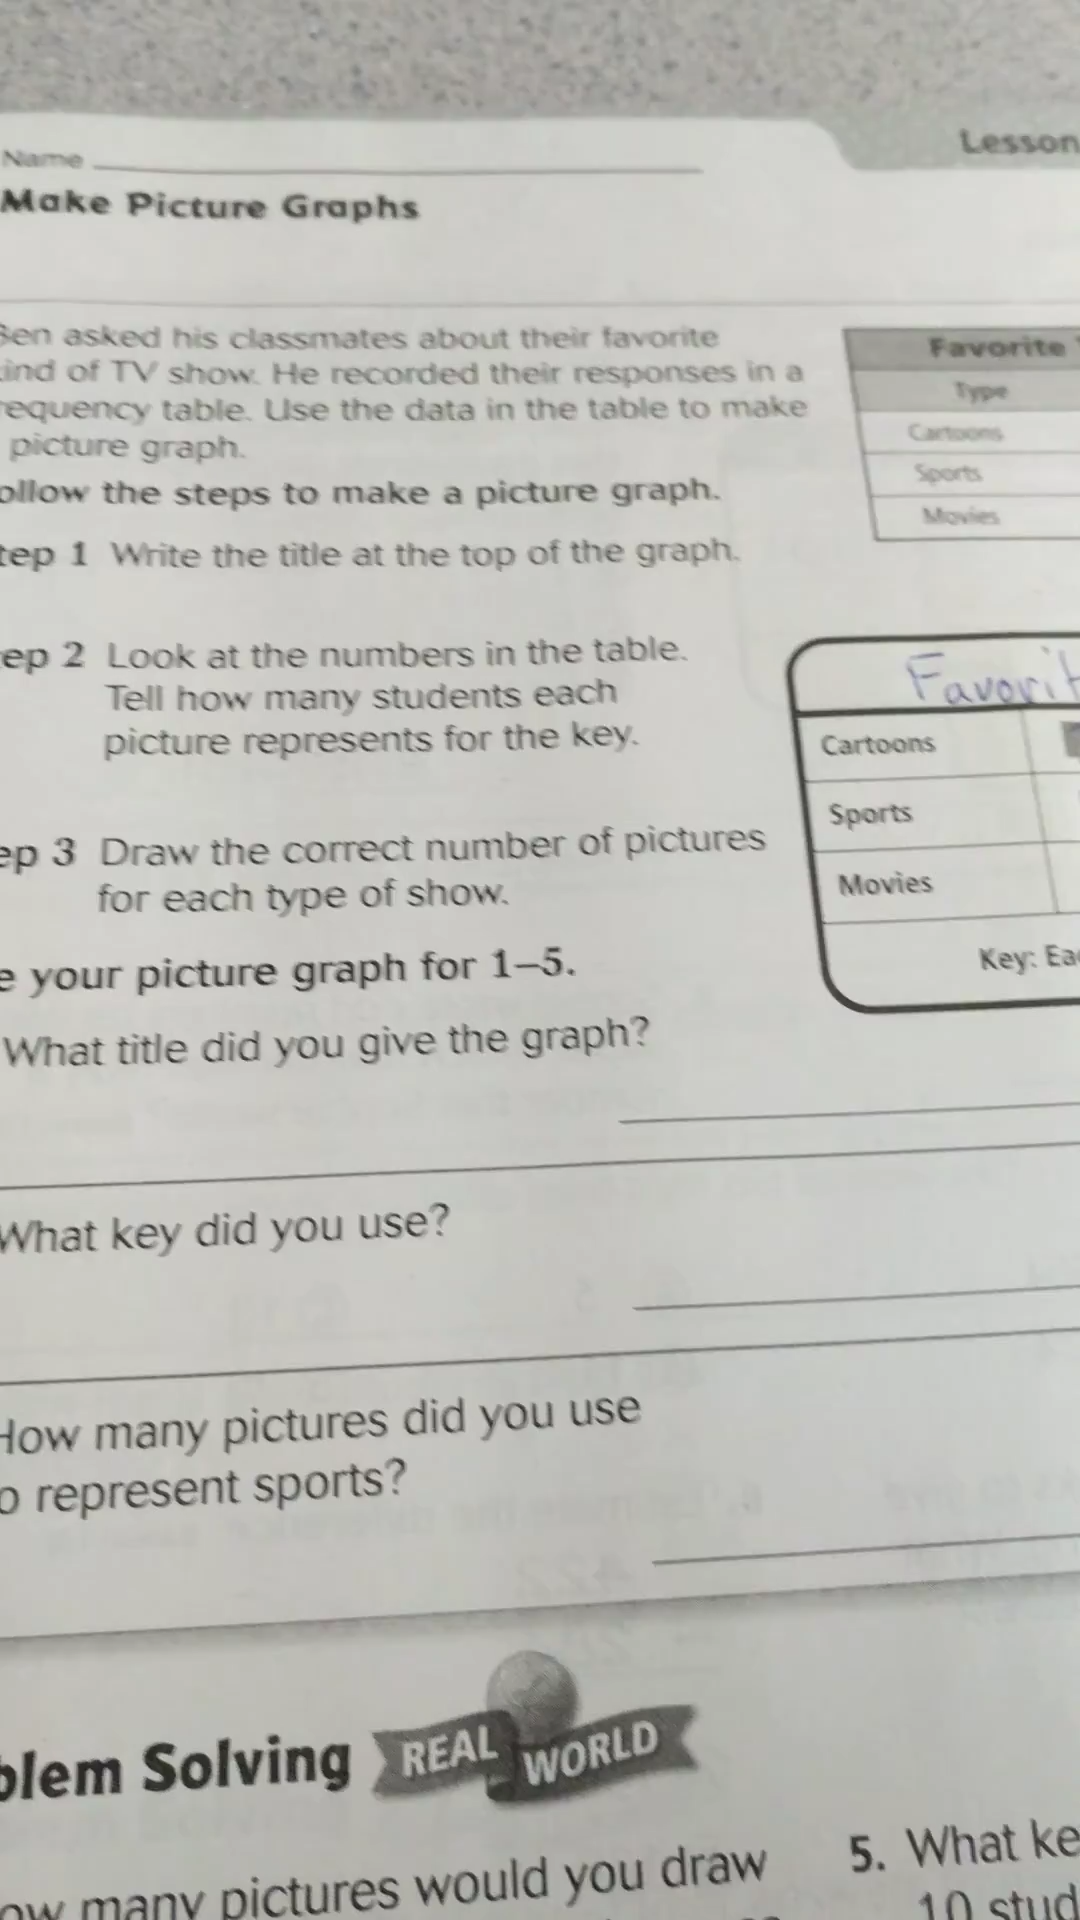 Name
Lesson
Make Picture Graphs
Ben asked his classmates about their favorite
ind of TV show. He recorded their responses in a
requency table. Use the data in the table to make
picture graph.
ollow the steps to make a picture graph.
tep 1 Write the title at the top of the graph.
Favorite
Type
Cartoons
Sports
Movies
ep 2 Look at the numbers in the table.
Tell how many students each
picture represents for the key.
Favorit
Cartoons
Sports
Movies
Key: Ea
ep 3 Draw the correct number of pictures
for each type of show.
e your picture graph for 1–5.
What title did you give the graph?
What key did you use?
How many pictures did you use
o represent sports?
blem Solving REAL WORLD
ow many pictures would you draw
5. What ke
10 stud